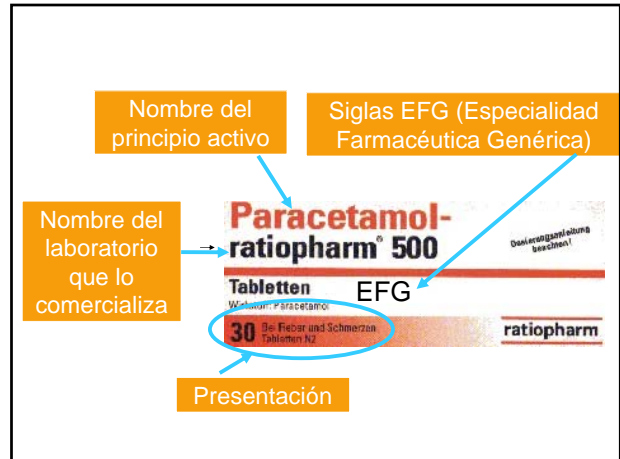 Nombre del
principio activo
Siglas EFG (Especialidad
Farmacéutica Genérica)
Nombre del
laboratorio
que lo
comercializa
Paracetamol-
ratiopharm® 500
Dosierungsanleitung
beachten!
Tabletten
EFG
Wirkstoff: Paracetamol
30 Bei Fieber und Schmerzen
Tabletten N2
ratiopharm
Presentación